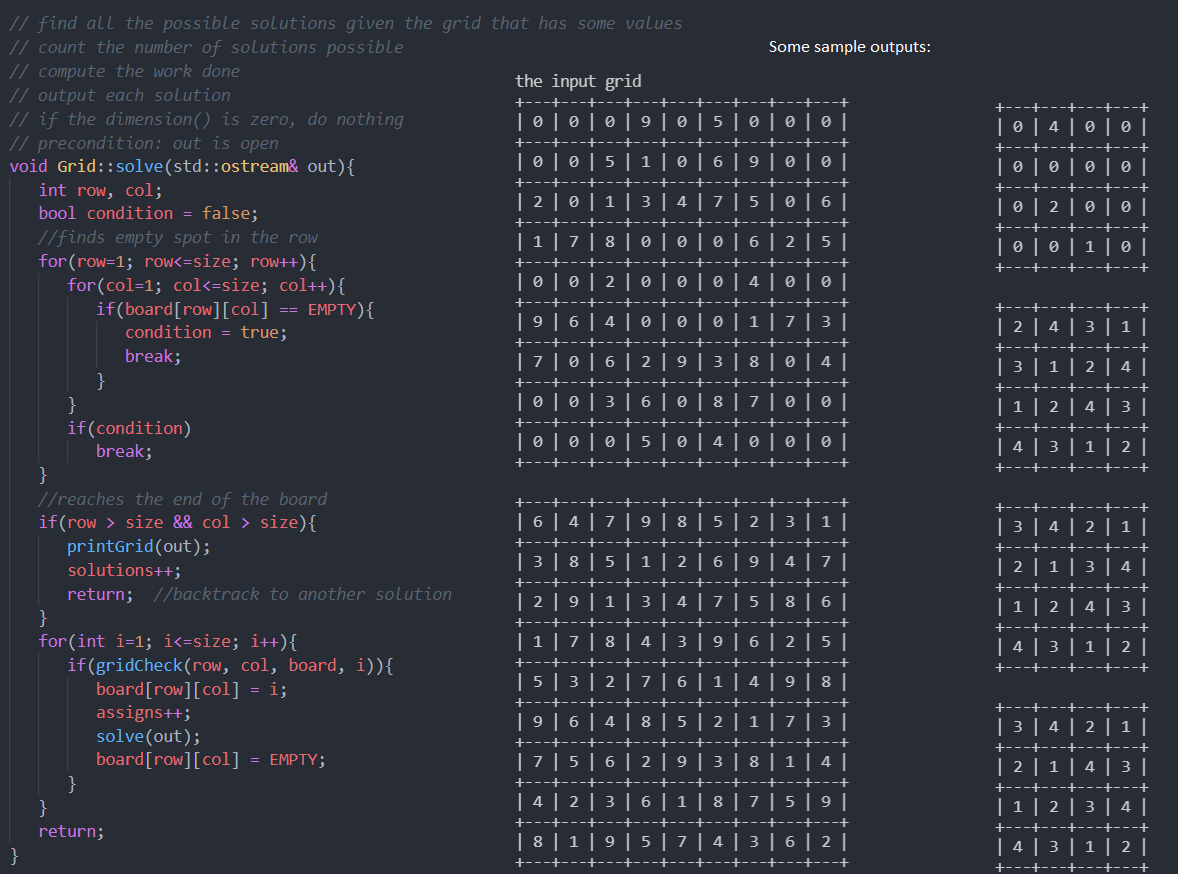 // find all the possible solutions given the grid that has some values
// count the number of solutions possible
// compute the work done
// output each solution
// if the dimension() is zero, do nothing
// precondition: out is open
void Grid::solve(std::ostream& out){
   int row, col;
   bool condition = false;
   //finds empty spot in the row
   for(row=1; row<=size; row++){
      for(col=1; col<=size; col++){
         if(board[row][col] == EMPTY){
            condition = true;
            break;
         }
      }
      if(condition)
         break;
   }
   //reaches the end of the board
   if(row > size && col > size){
      printGrid(out);
      solutions++;
      return;  //backtrack to another solution
   }
   for(int i=1; i<=size; i++){
      if(gridCheck(row, col, board, i)){
         board[row][col] = i;
         assigns++;
         solve(out);
         board[row][col] = EMPTY;
      }
   }
   return;
}
Some sample outputs:
the input grid
+---+---+---+---+---+---+---+---+---+
| 0 | 0 | 0 | 9 | 0 | 5 | 0 | 0 | 0 |
+---+---+---+---+---+---+---+---+---+
| 0 | 0 | 5 | 1 | 0 | 6 | 9 | 0 | 0 |
+---+---+---+---+---+---+---+---+---+
| 2 | 0 | 1 | 3 | 4 | 7 | 5 | 0 | 6 |
+---+---+---+---+---+---+---+---+---+
| 1 | 7 | 8 | 0 | 0 | 0 | 6 | 2 | 5 |
+---+---+---+---+---+---+---+---+---+
| 0 | 0 | 2 | 0 | 0 | 0 | 4 | 0 | 0 |
+---+---+---+---+---+---+---+---+---+
| 9 | 6 | 4 | 0 | 0 | 0 | 1 | 7 | 3 |
+---+---+---+---+---+---+---+---+---+
| 7 | 0 | 6 | 2 | 9 | 3 | 8 | 0 | 4 |
+---+---+---+---+---+---+---+---+---+
| 0 | 0 | 3 | 6 | 0 | 8 | 7 | 0 | 0 |
+---+---+---+---+---+---+---+---+---+
| 0 | 0 | 0 | 5 | 0 | 4 | 0 | 0 | 0 |
+---+---+---+---+---+---+---+---+---+
+---+---+---+---+---+---+---+---+---+
| 6 | 4 | 7 | 9 | 8 | 5 | 2 | 3 | 1 |
+---+---+---+---+---+---+---+---+---+
| 3 | 8 | 5 | 1 | 2 | 6 | 9 | 4 | 7 |
+---+---+---+---+---+---+---+---+---+
| 2 | 9 | 1 | 3 | 4 | 7 | 5 | 8 | 6 |
+---+---+---+---+---+---+---+---+---+
| 1 | 7 | 8 | 4 | 3 | 9 | 6 | 2 | 5 |
+---+---+---+---+---+---+---+---+---+
| 5 | 3 | 2 | 7 | 6 | 1 | 4 | 9 | 8 |
+---+---+---+---+---+---+---+---+---+
| 9 | 6 | 4 | 8 | 5 | 2 | 1 | 7 | 3 |
+---+---+---+---+---+---+---+---+---+
| 7 | 5 | 6 | 2 | 9 | 3 | 8 | 1 | 4 |
+---+---+---+---+---+---+---+---+---+
| 4 | 2 | 3 | 6 | 1 | 8 | 7 | 5 | 9 |
+---+---+---+---+---+---+---+---+---+
| 8 | 1 | 9 | 5 | 7 | 4 | 3 | 6 | 2 |
+---+---+---+---+---+---+---+---+---+
+---+---+---+---+
| 0 | 4 | 0 | 0 |
+---+---+---+---+
| 0 | 0 | 0 | 0 |
+---+---+---+---+
| 0 | 2 | 0 | 0 |
+---+---+---+---+
| 0 | 0 | 1 | 0 |
+---+---+---+---+
+---+---+---+---+
| 2 | 4 | 3 | 1 |
+---+---+---+---+
| 3 | 1 | 2 | 4 |
+---+---+---+---+
| 1 | 2 | 4 | 3 |
+---+---+---+---+
| 4 | 3 | 1 | 2 |
+---+---+---+---+
+---+---+---+---+
| 3 | 4 | 2 | 1 |
+---+---+---+---+
| 2 | 1 | 3 | 4 |
+---+---+---+---+
| 1 | 2 | 4 | 3 |
+---+---+---+---+
| 4 | 3 | 1 | 2 |
+---+---+---+---+
+---+---+---+---+
| 3 | 4 | 2 | 1 |
+---+---+---+---+
| 2 | 1 | 4 | 3 |
+---+---+---+---+
| 1 | 2 | 3 | 4 |
+---+---+---+---+
| 4 | 3 | 1 | 2 |
+---+---+---+---+